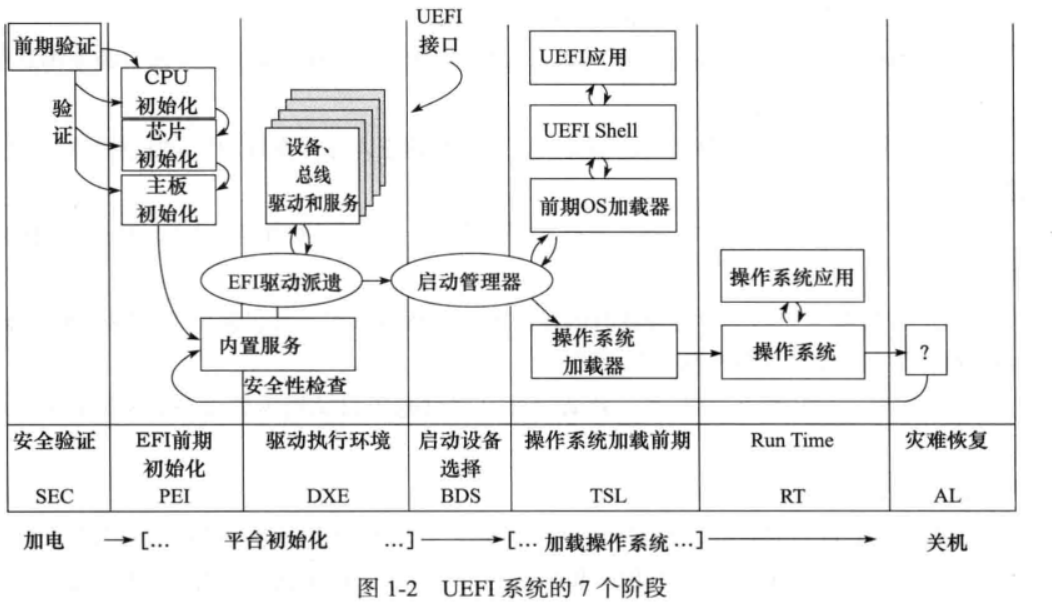 前期验证
验
证
CPU
初始化
芯片
初始化
主板
初始化
设备、
总线
驱动和服务
UEFI
接口
EFI驱动派遣
启动管理器
内置服务
安全性检查
UEFI应用
UEFI Shell
前期OS加载器
操作系统
加载器
操作系统应用
操作系统
?
安全验证
SEC
EFI前期
初始化
PEI
驱动执行环境
DXE
启动设备
选择
BDS
操作系统加载前期
TSL
Run Time
RT
灾难恢复
AL
加电
[... 平台初始化 ...]
[... 加载操作系统 ...]
关机
图 1-2 UEFI 系统的 7 个阶段